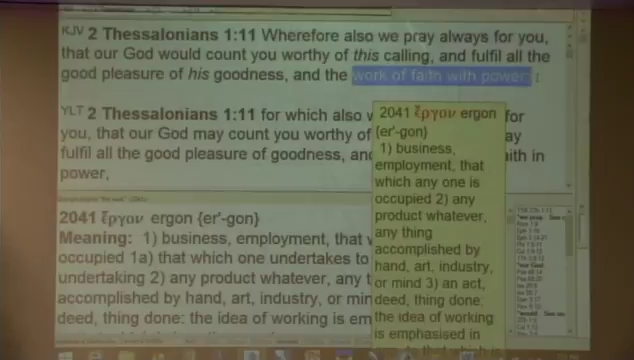 KJV 2 Thessalonians 1:11 Wherefore also we pray always for you,
that our God would count you worthy of this calling, and fulfil all the
good pleasure of his goodness, and the work of faith with power:
YLT 2 Thessalonians 1:11 for which also w
for
you, that our God may count you worthy of
ay
fulfil all the good pleasure of goodness, and
aith in
power,
2041 ἔργον ergon
{er'-gon}
1) business,
employment, that
which any one is
occupied 2) any
product whatever,
any thing
accomplished by
hand, art, industry,
or mind 3) an act,
deed, thing done:
the idea of working
is emphasised in
2041 ἔργον ergon {er'-gon}
Meaning: 1) business, employment, that w
occupied 1a) that which one undertakes to
undertaking 2) any product whatever, any t
accomplished by hand, art, industry, or min
deed, thing done: the idea of working is em